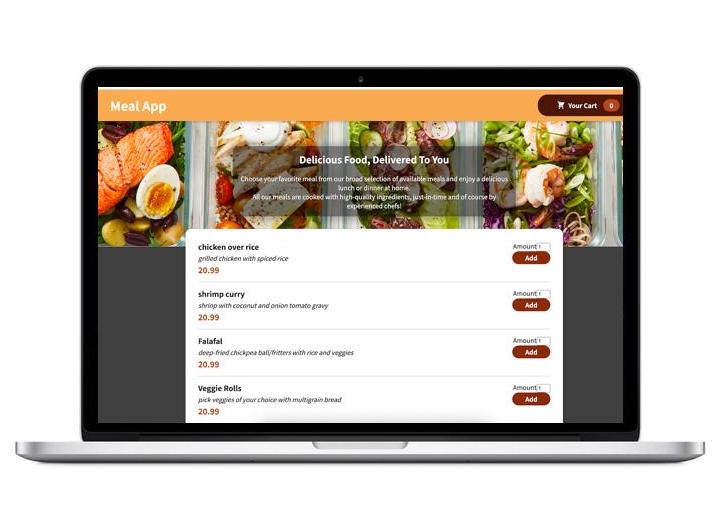 Meal App
Your Cart 0
Delicious Food, Delivered To You
Choose your favorite meal from our broad selection of available meals and enjoy a delicious
lunch or dinner at home.
All our meals are cooked with high-quality ingredients, just-in-time and of course by
experienced chefs!
chicken over rice
Amount 1
grilled chicken with spiced rice
Add
20.99
shrimp curry
Amount 1
shrinp with coconut and onion tomato gravy
Add
20.99
Falafal
Amount 1
deep-fried chickpea ball/fritters with rice and veggies
Add
20.99
Veggie Rolls
Amount 1
pick veggies of your choice with multigrain bread
Add
20.99